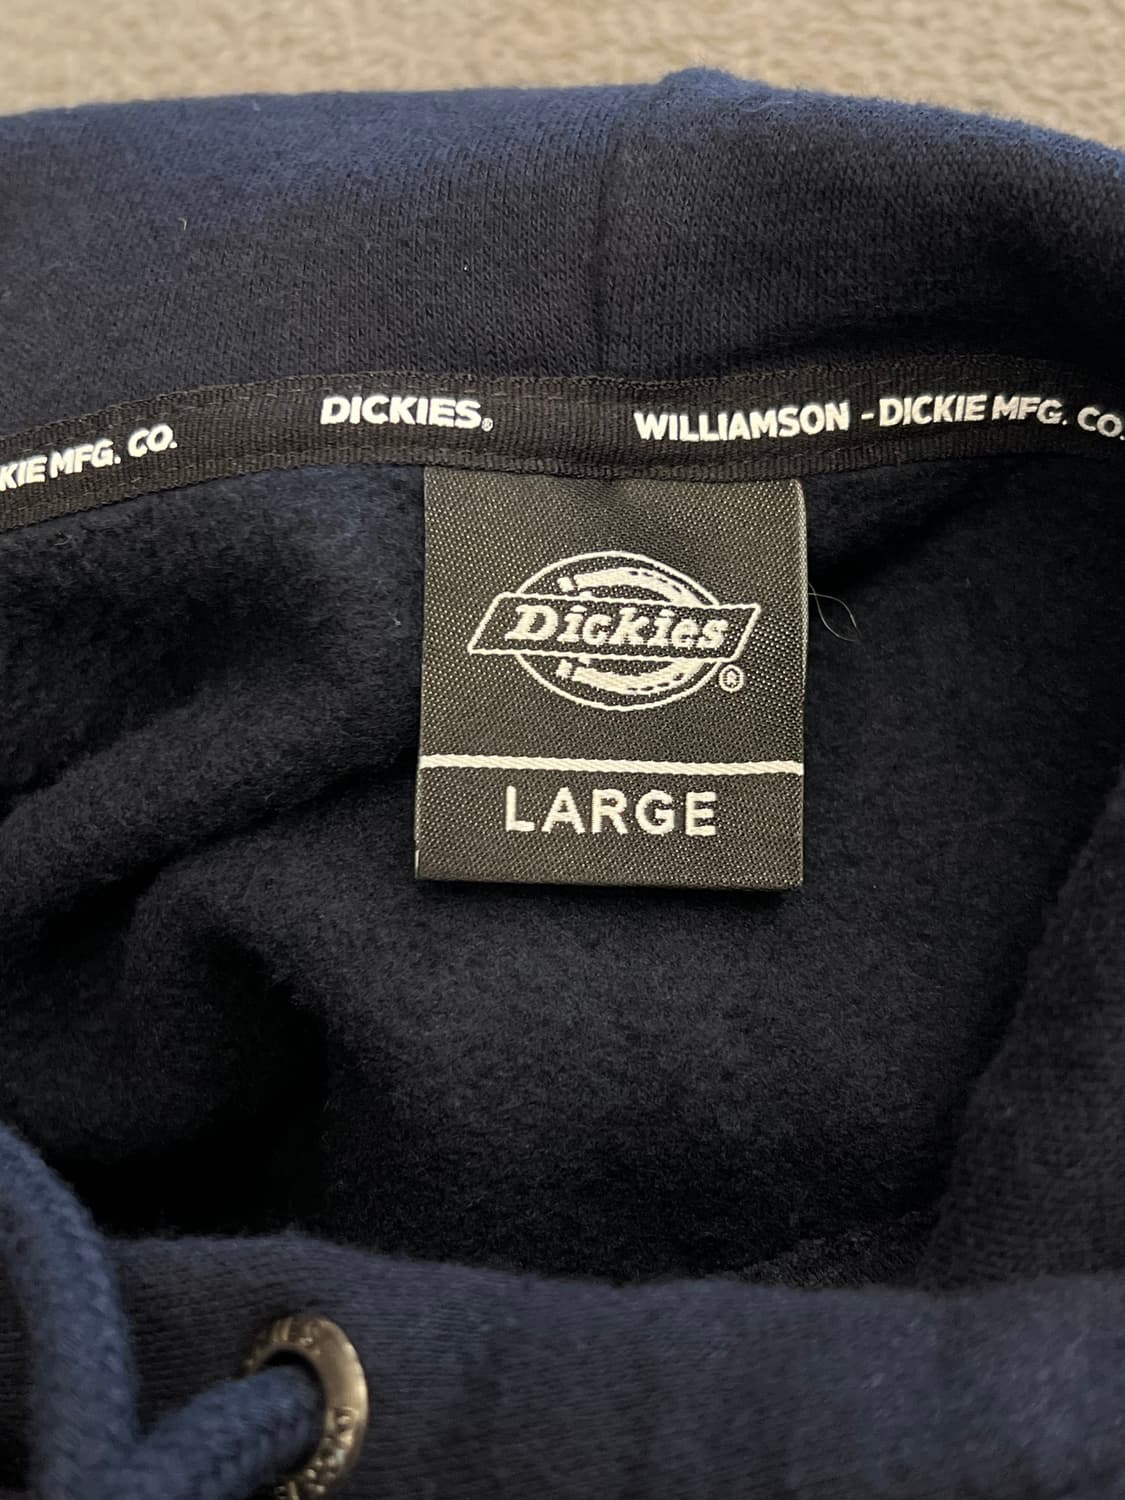 KIE MFG. CO. DICKIES® WILLIAMSON - DICKIE MFG. CO.
Dickies®
LARGE